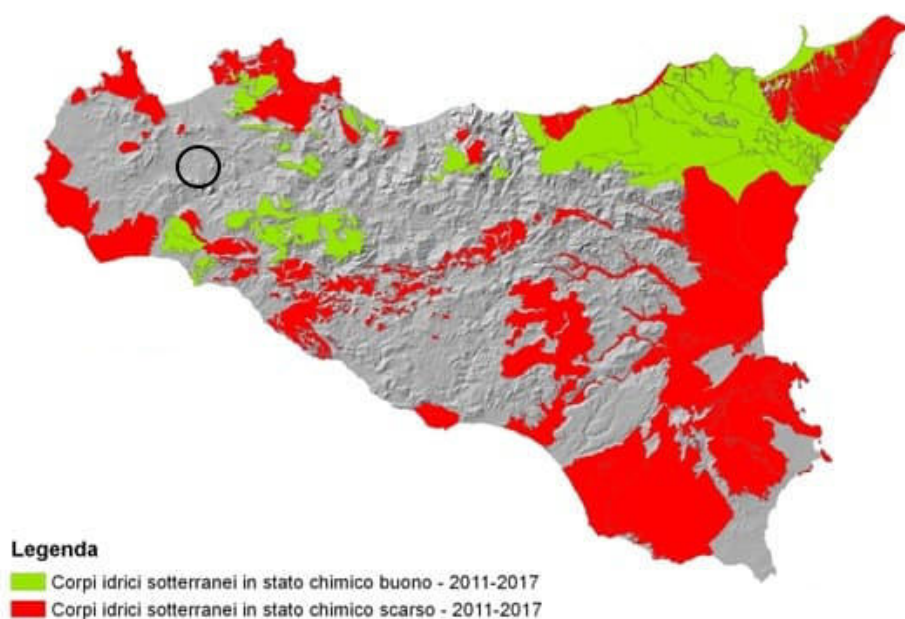 Legenda
Corpi idrici sotterranei in stato chimico buono - 2011-2017
Corpi idrici sotterranei in stato chimico scarso - 2011-2017